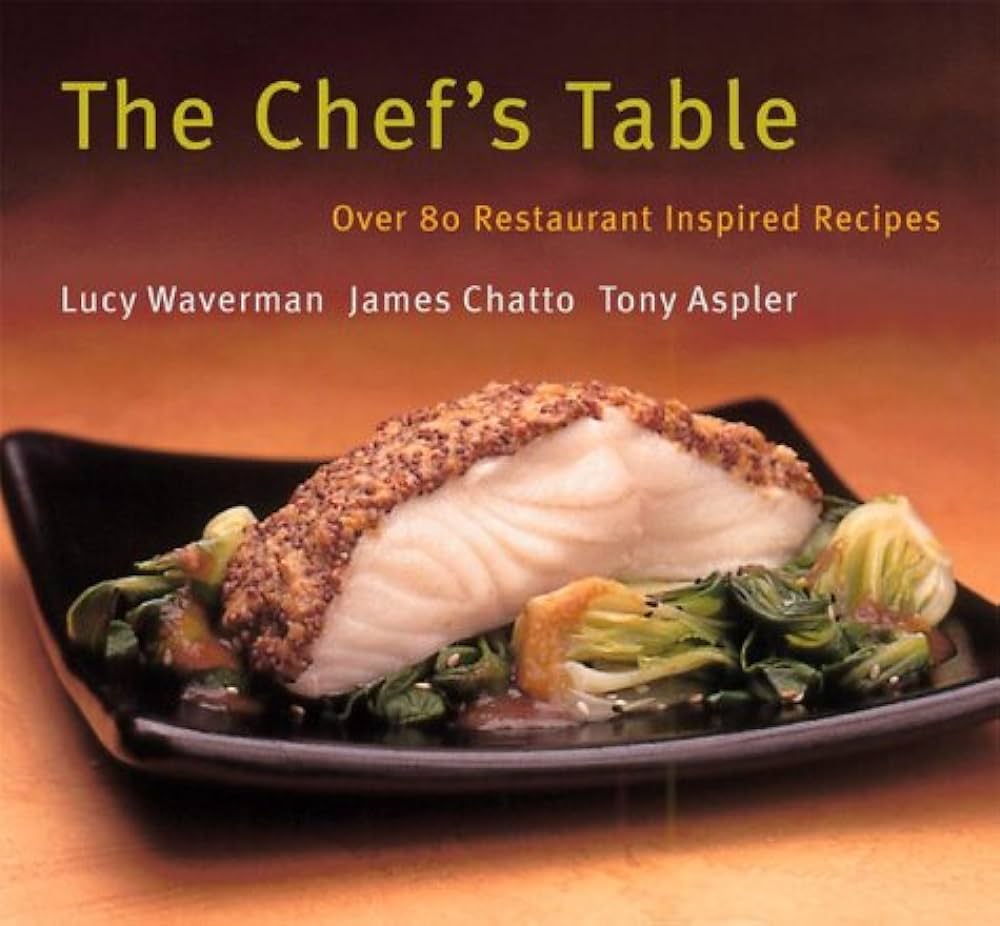 The Chef's Table
Over 80 Restaurant Inspired Recipes
Lucy Waverman James Chatto Tony Aspler